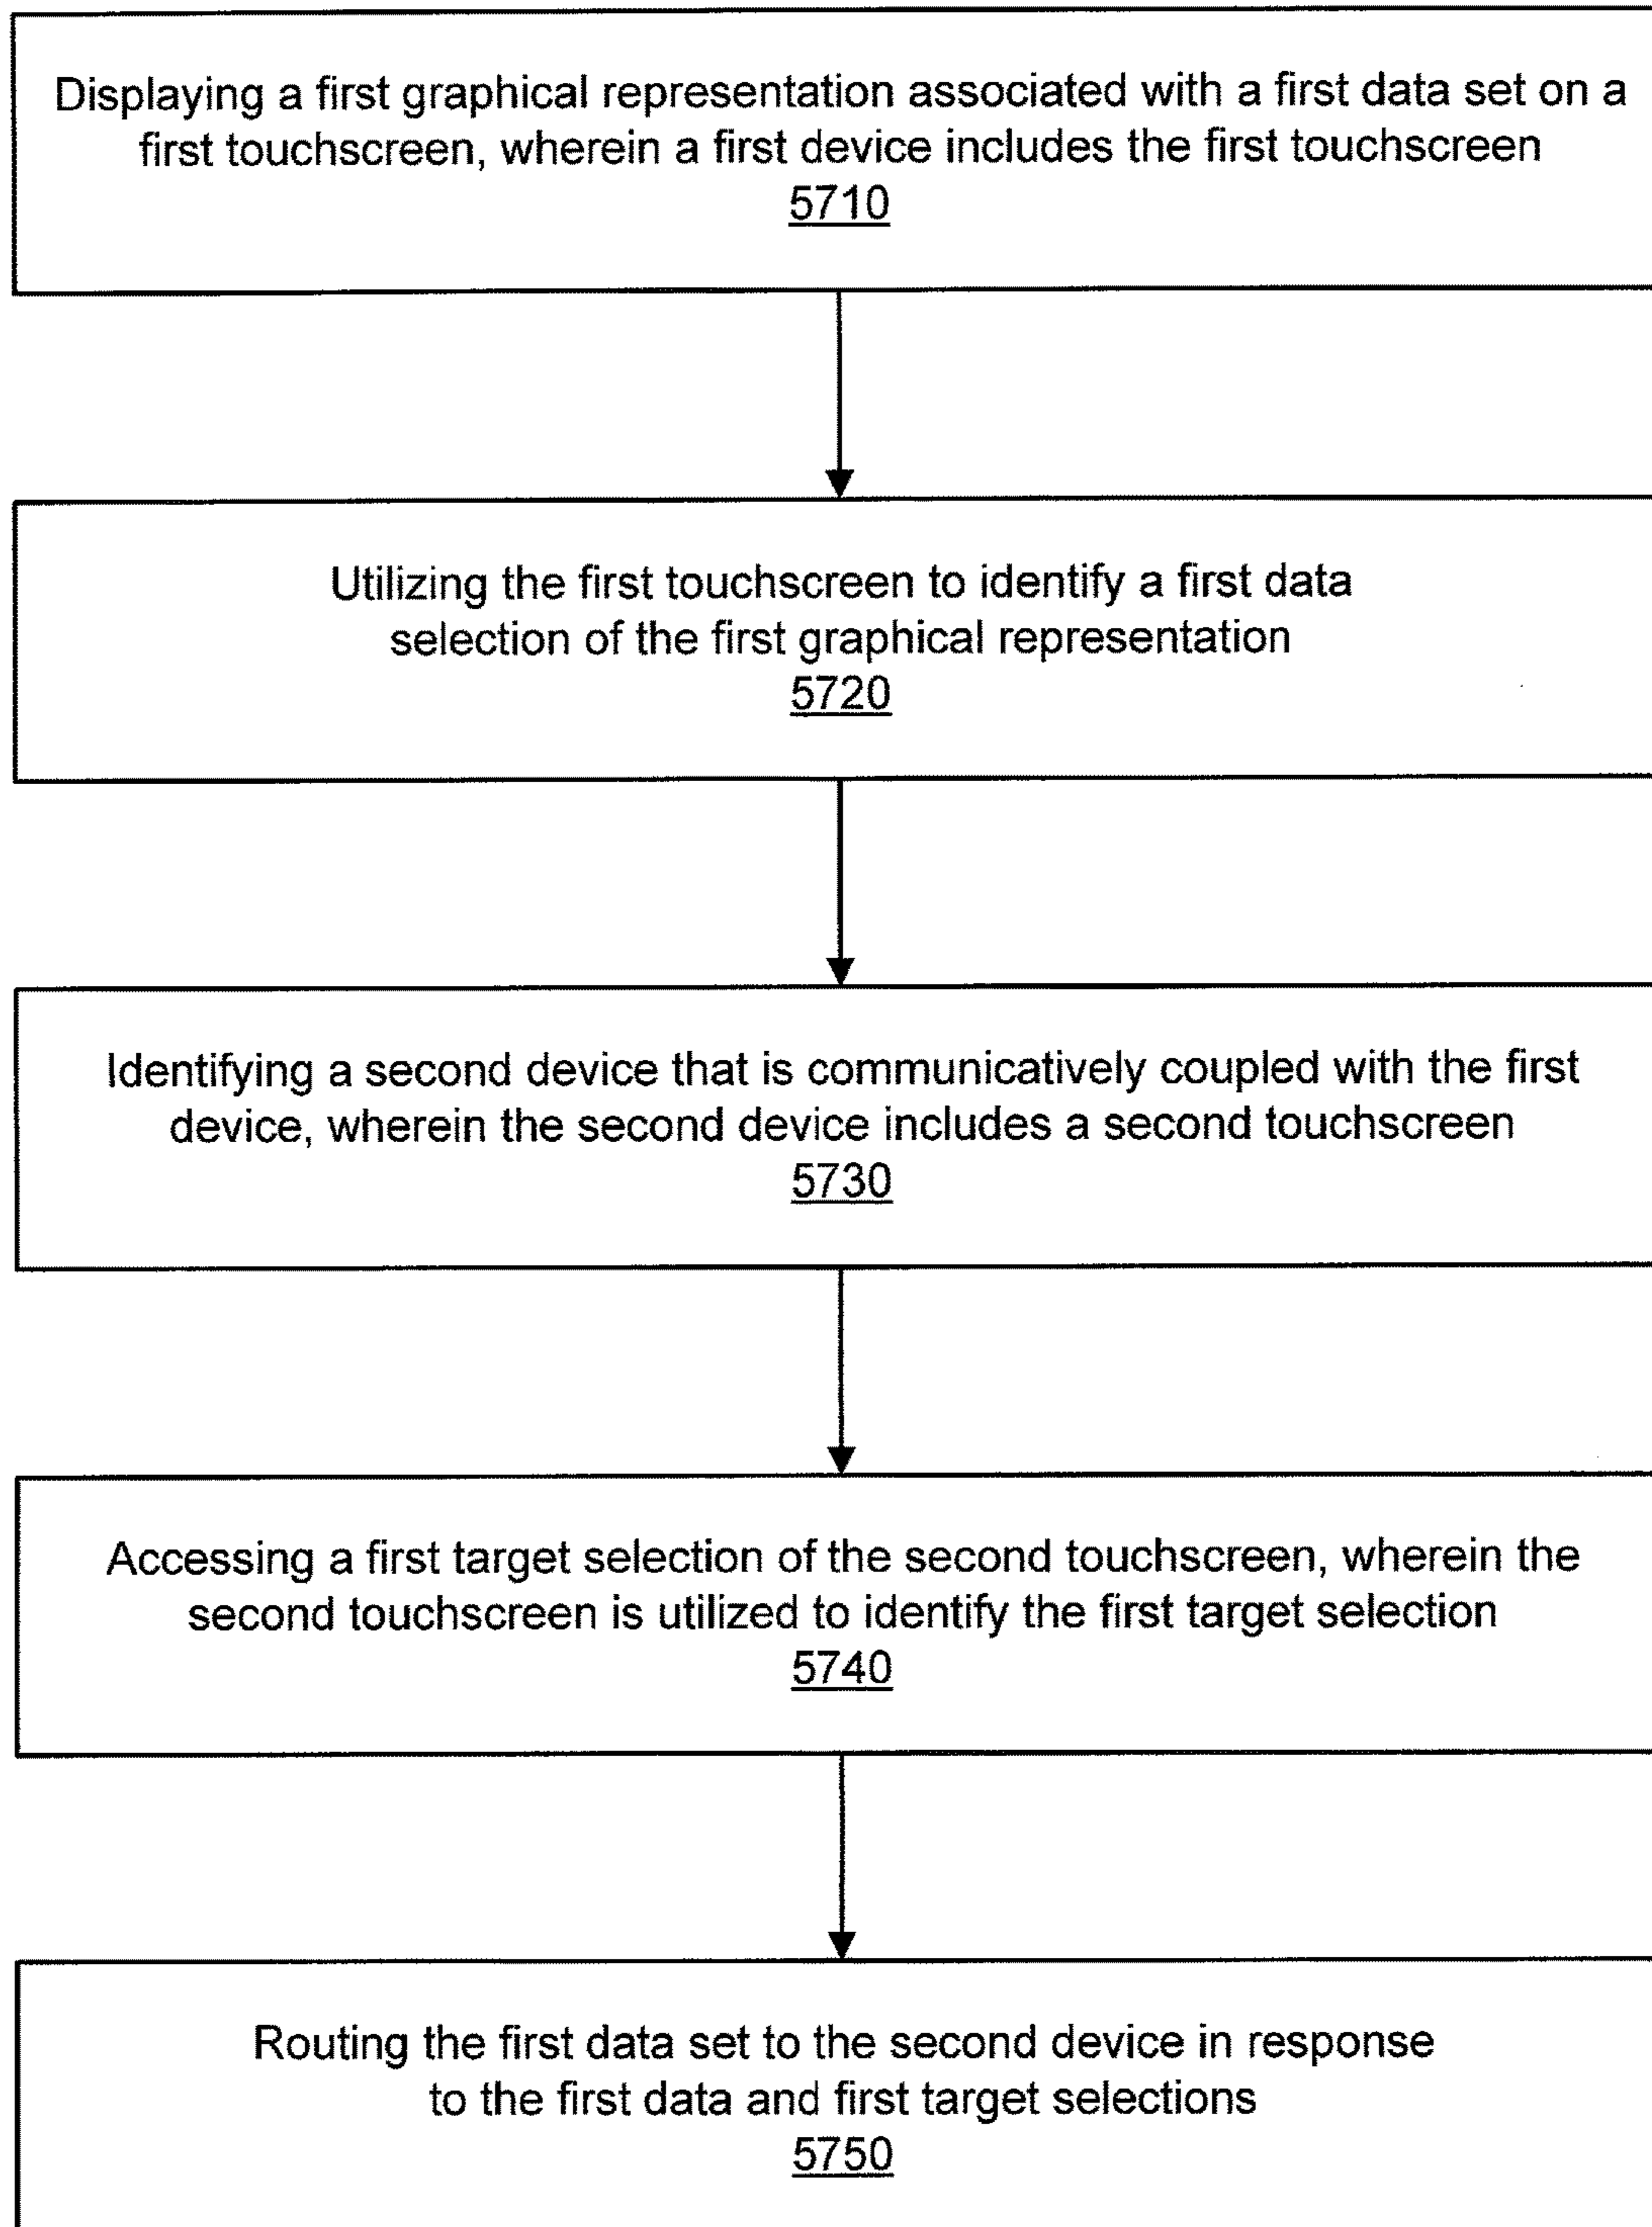 Displaying a first graphical representation associated with a first data set on a
first touchscreen, wherein a first device includes the first touchscreen
5710
Utilizing the first touchscreen to identify a first data
selection of the first graphical representation
5720
Identifying a second device that is communicatively coupled with the first
device, wherein the second device includes a second touchscreen
5730
Accessing a first target selection of the second touchscreen, wherein the
second touchscreen is utilized to identify the first target selection
5740
Routing the first data set to the second device in response
to the first data and first target selections
5750